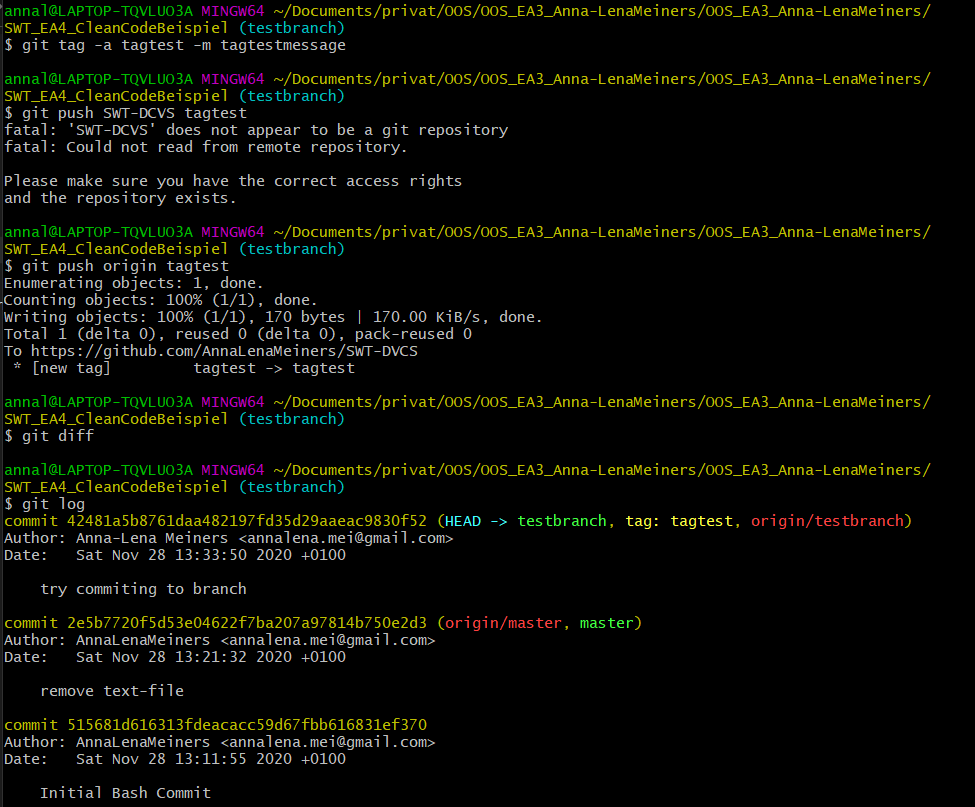 annal@LAPTOP-TQVLUO3A MINGW64 ~/Documents/privat/OOS/OOS_EA3_Anna-LenaMeiners/OOS_EA3_Anna-LenaMeiners/
SWT_EA4_CleanCodeBeispiel (testbranch)
$ git tag -a tagtest -m tagtestmessage
annal@LAPTOP-TQVLUO3A MINGW64 ~/Documents/privat/OOS/OOS_EA3_Anna-LenaMeiners/OOS_EA3_Anna-LenaMeiners/
SWT_EA4_CleanCodeBeispiel (testbranch)
$ git push SWT-DCVS tagtest
fatal: 'SWT-DCVS' does not appear to be a git repository
fatal: Could not read from remote repository.
Please make sure you have the correct access rights
and the repository exists.
annal@LAPTOP-TQVLUO3A MINGW64 ~/Documents/privat/OOS/OOS_EA3_Anna-LenaMeiners/OOS_EA3_Anna-LenaMeiners/
SWT_EA4_CleanCodeBeispiel (testbranch)
$ git push origin tagtest
Enumerating objects: 1, done.
Counting objects: 100% (1/1), done.
Writing objects: 100% (1/1), 170 bytes | 170.00 KiB/s, done.
Total 1 (delta 0), reused 0 (delta 0), pack-reused 0
To https://github.com/AnnaLenaMeiners/SWT-DVCS
 * [new tag]         tagtest -> tagtest
annal@LAPTOP-TQVLUO3A MINGW64 ~/Documents/privat/OOS/OOS_EA3_Anna-LenaMeiners/OOS_EA3_Anna-LenaMeiners/
SWT_EA4_CleanCodeBeispiel (testbranch)
$ git diff
annal@LAPTOP-TQVLUO3A MINGW64 ~/Documents/privat/OOS/OOS_EA3_Anna-LenaMeiners/OOS_EA3_Anna-LenaMeiners/
SWT_EA4_CleanCodeBeispiel (testbranch)
$ git log
commit 42481a5b8761daa482197fd35d29aaeac9830f52 (HEAD -> testbranch, tag: tagtest, origin/testbranch)
Author: Anna-Lena Meiners <annalena.mei@gmail.com>
Date:   Sat Nov 28 13:33:50 2020 +0100
    try commiting to branch
commit 2e5b7720f5d53e04622f7ba207a97814b750e2d3 (origin/master, master)
Author: AnnaLenaMeiners <annalena.mei@gmail.com>
Date:   Sat Nov 28 13:21:32 2020 +0100
    remove text-file
commit 515681d616313fdeacacc59d67fbb616831ef370
Author: AnnaLenaMeiners <annalena.mei@gmail.com>
Date:   Sat Nov 28 13:11:55 2020 +0100
    Initial Bash Commit